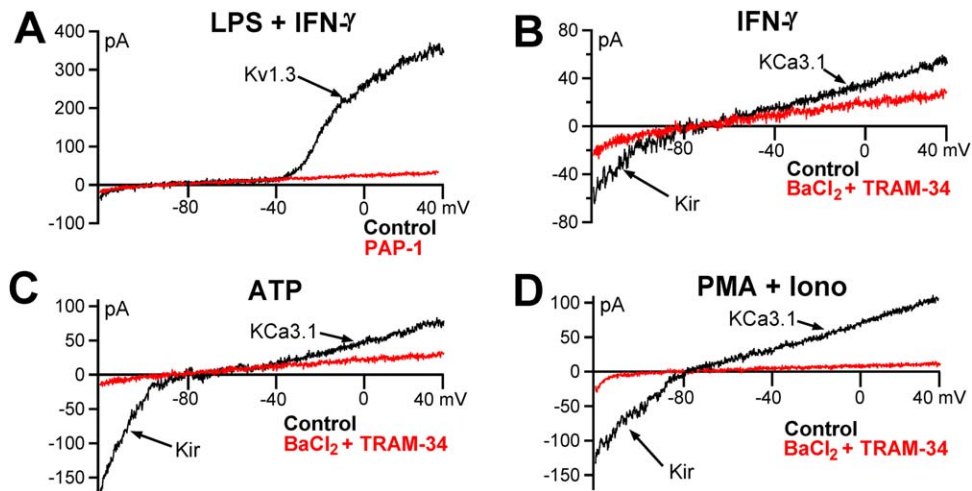 A
LPS + IFN-γ
pA
400
300
200
100
0
-100
Kv1.3
-80
-40
0
40 mV
Control
PAP-1
B
IFN-γ
pA
80
40
0
-40
-80
KCa3.1
-80
-40
0
40 mV
Control
BaCl₂ + TRAM-34
Kir
C
ATP
pA
100
50
0
-50
-100
-150
KCa3.1
-80
-40
0
40 mV
Control
BaCl₂ + TRAM-34
Kir
D
PMA + Iono
pA
100
50
0
-50
-100
-150
KCa3.1
-80
-40
0
40 mV
Control
BaCl₂ + TRAM-34
Kir